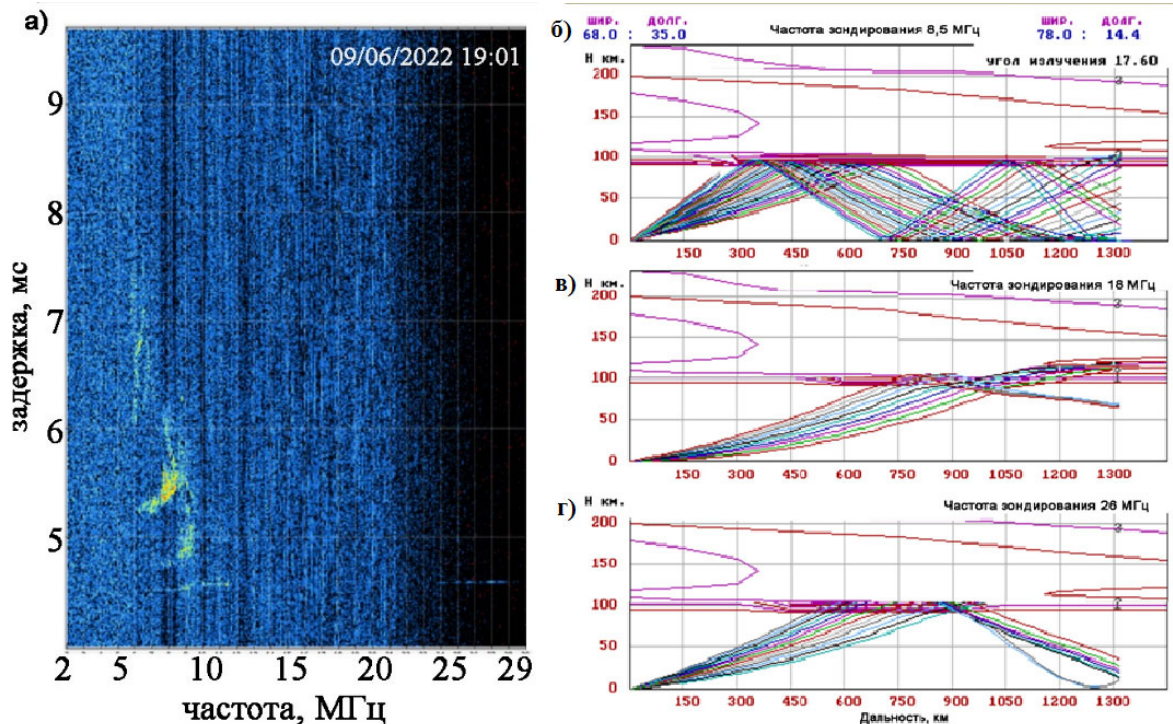 а)
09/06/2022 19:01
9
8
7
6
5
задержка, мс
2 5 10 15 20 25 29
частота, МГц
б)
ШИР. ДОЛГ.
68.0 : 35.0
Частота зондирования 8,5 МГц
ШИР. ДОЛГ.
78.0 : 14.4
Н км.
угол излучения 17.60
200
150
100
50
0
150 300 450 600 750 900 1050 1300
в)
Н км.
Частота зондирования 18 МГц
200
150
100
50
0
150 300 450 600 750 900 1050 1300
г)
Н км.
Частота зондирования 26 МГц
200
150
100
50
0
150 300 450 600 750 900 1050 1300
Дальность, км